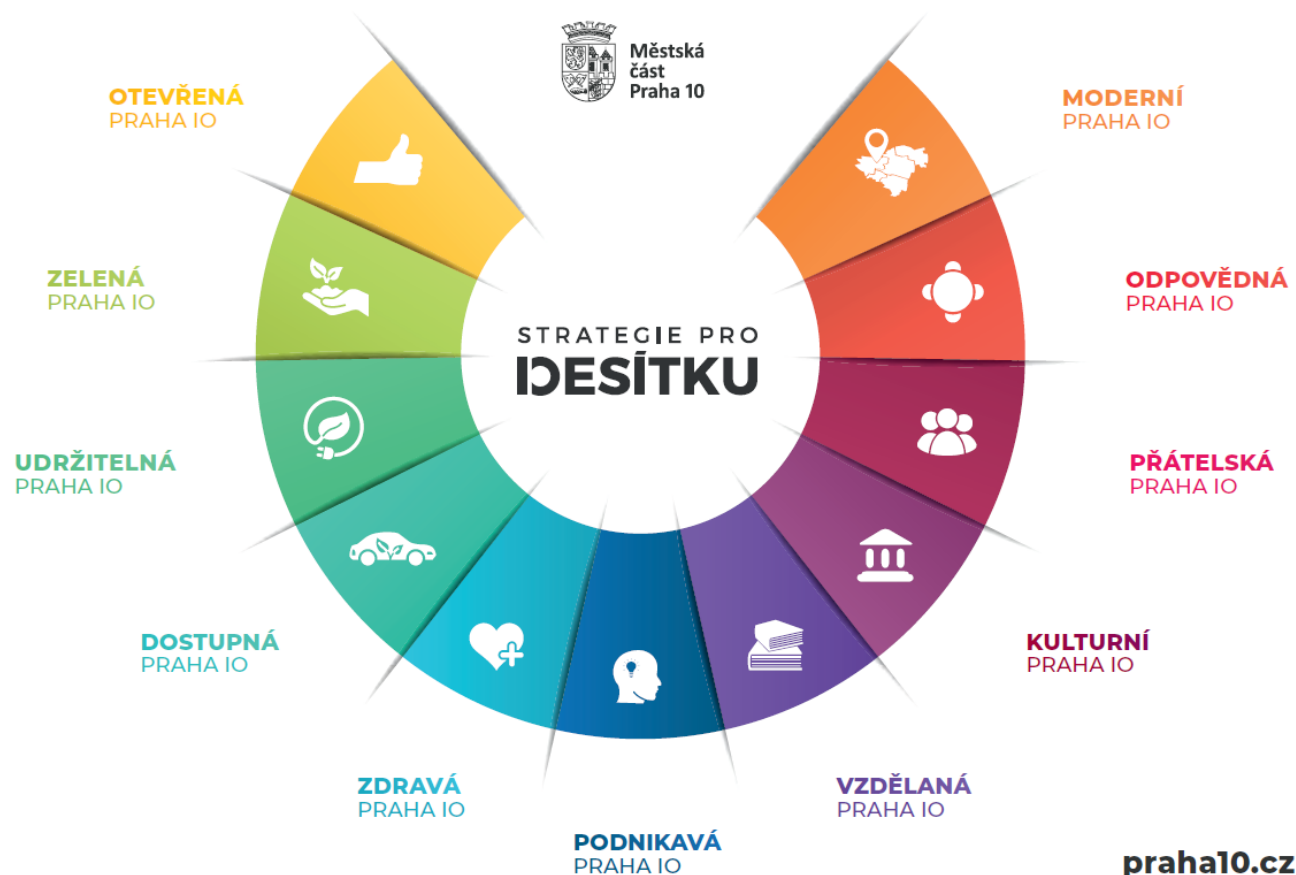 Městská
část
Praha 10
OTEVŘENÁ
PRAHA IO
MODERNÍ
PRAHA IO
ZELENÁ
PRAHA IO
ODPOVĚDNÁ
PRAHA IO
STRATEGIE PRO
DESÍTKU
UDRŽITELNÁ
PRAHA IO
PŘÁTELSKÁ
PRAHA IO
DOSTUPNÁ
PRAHA IO
KULTURNÍ
PRAHA IO
ZDRAVÁ
PRAHA IO
VZDĚLANÁ
PRAHA IO
PODNIKAVÁ
PRAHA IO
praha10.cz